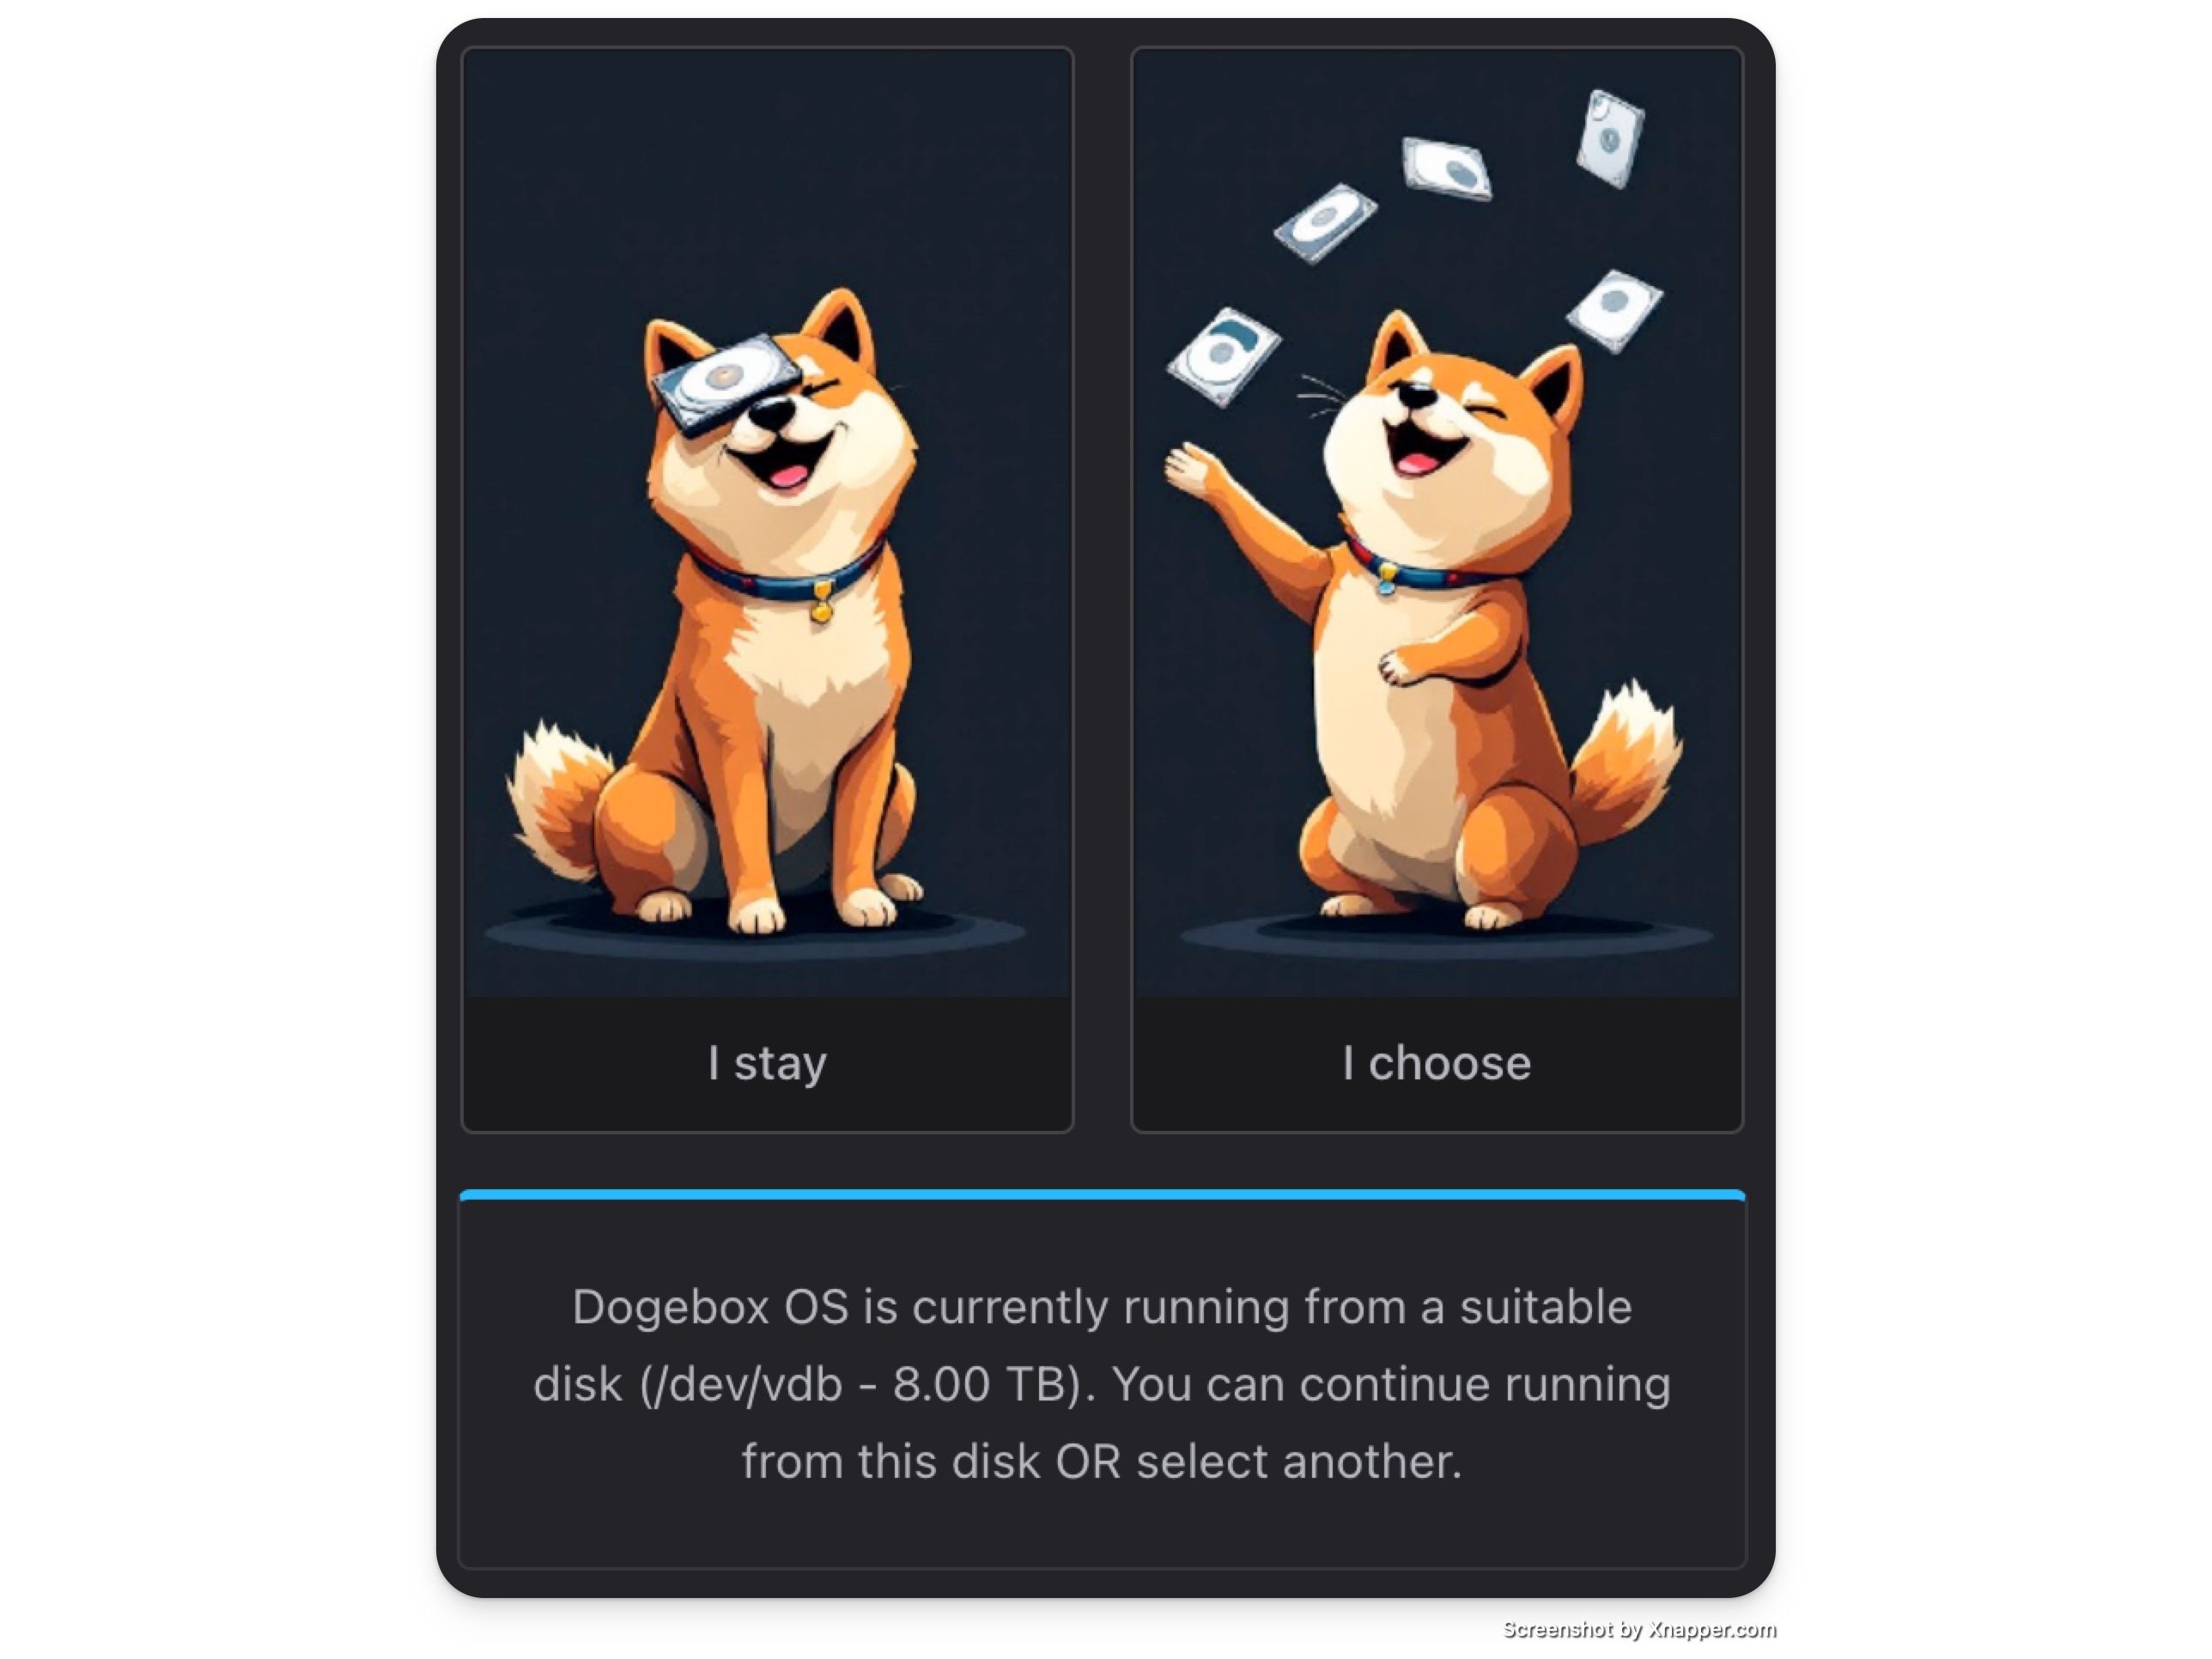 I stay
I choose
Dogebox OS is currently running from a suitable
disk (/dev/vdb - 8.00 TB). You can continue running
from this disk OR select another.
Screenshot by Xnapper.com